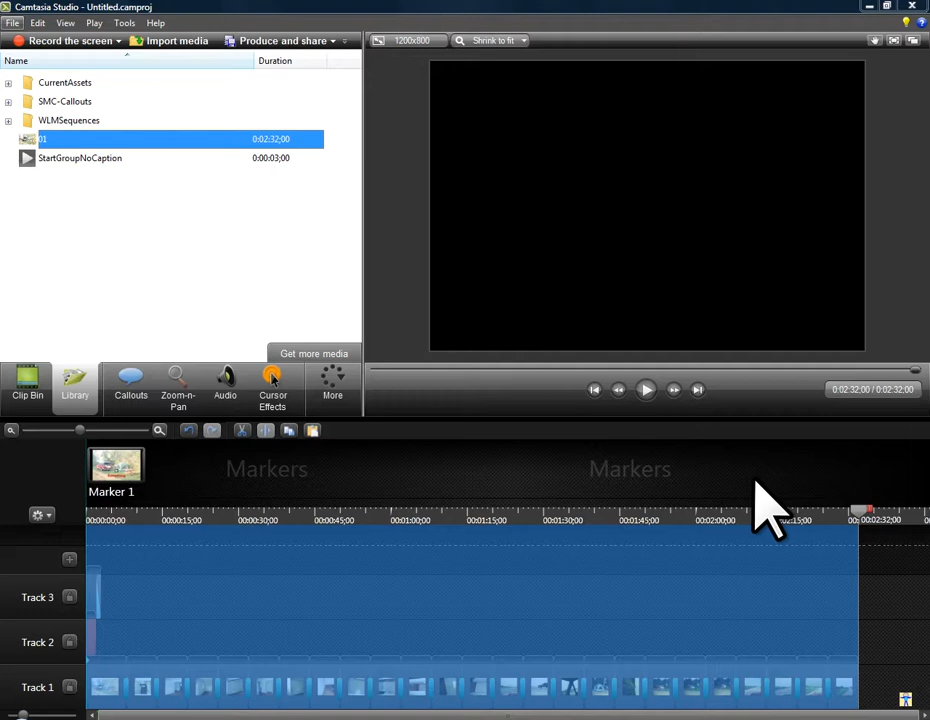 Camtasia Studio - Untitled.camproj
File Edit View Play Tools Help
Record the screen Import media Produce and share
1200x800 Shrink to fit
Name Duration
CurrentAssets
SMC-Callouts
WLMSequences
01 0:02:32;00
StartGroupNoCaption 0:00:03;00
Get more media
Clip Bin Library Callouts Zoom-n-Pan Audio Cursor Effects More
0:02:32;00 / 0:02:32;00
Markers Markers
Marker 1
00:00:00;00 00:00:15;00 00:00:30;00 00:00:45;00 00:01:00;00 00:01:15;00 00:01:30;00 00:01:45;00 00:02:00;00 2:15;00 00:02:32;00
Track 3
Track 2
Track 1